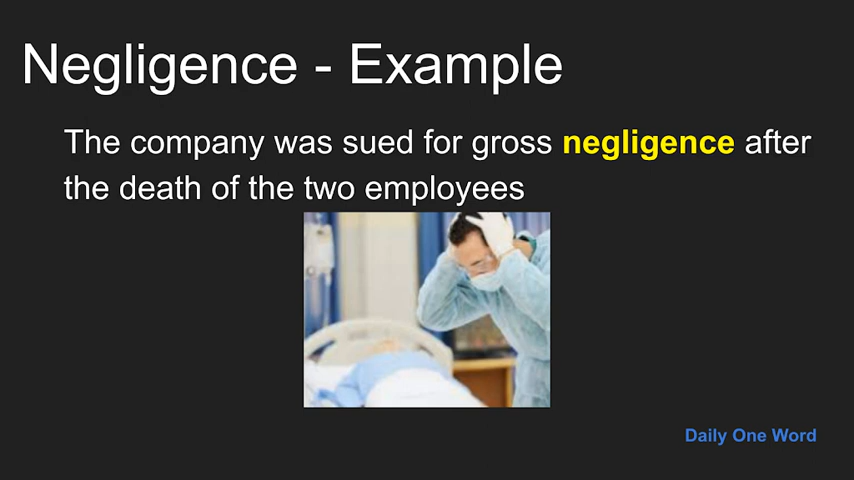 Negligence - Example
The company was sued for gross negligence after
the death of the two employees
Daily One Word